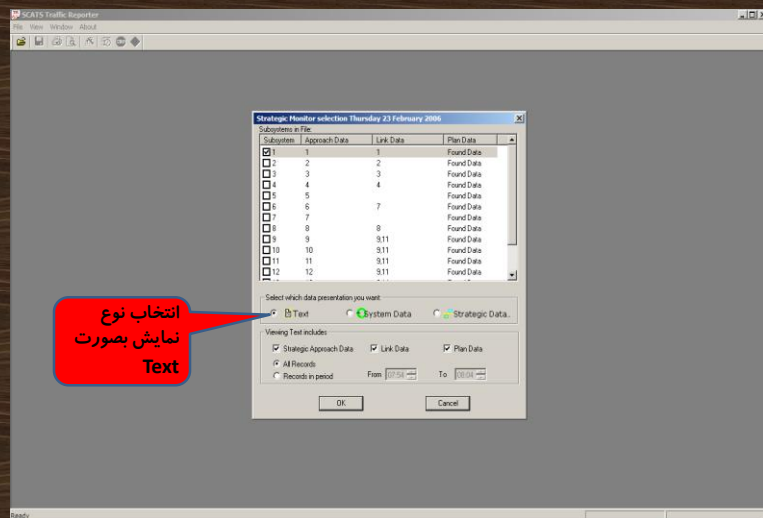 SCATS Traffic Reporter
File View Window About
Strategic Monitor selection Thursday 23 February 2006
Subsystems in File:
Subsystem Approach Data Link Data Plan Data
1 1 1 Found Data
2 2 2 Found Data
3 3 3 Found Data
4 4 4 Found Data
5 5 Found Data
6 6 7 Found Data
7 7 Found Data
8 8 8 Found Data
9 9 9,11 Found Data
10 10 9,11 Found Data
11 11 9,11 Found Data
12 12 9,11 Found Data
Select which data presentation you want
Text System Data Strategic Data..
انتخاب نوع
نمایش بصورت
Text
Viewing Text includes
Strategic Approach Data Link Data Plan Data
All Records
Records in period From 07:54 To 08:04
OK Cancel
Ready